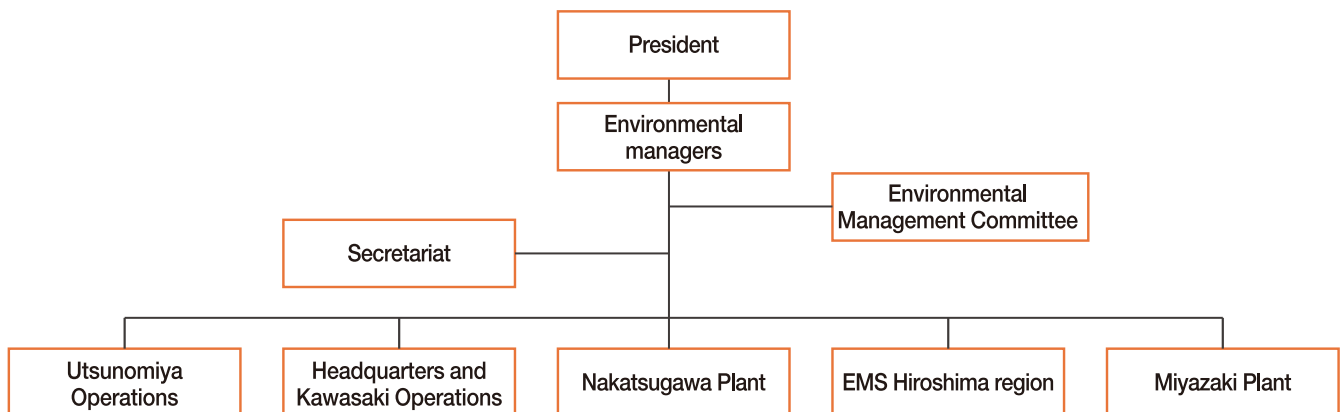 President
Environmental
managers
Environmental
Management Committee
Secretariat
Utsunomiya
Operations
Headquarters and
Kawasaki Operations
Nakatsugawa Plant
EMS Hiroshima region
Miyazaki Plant